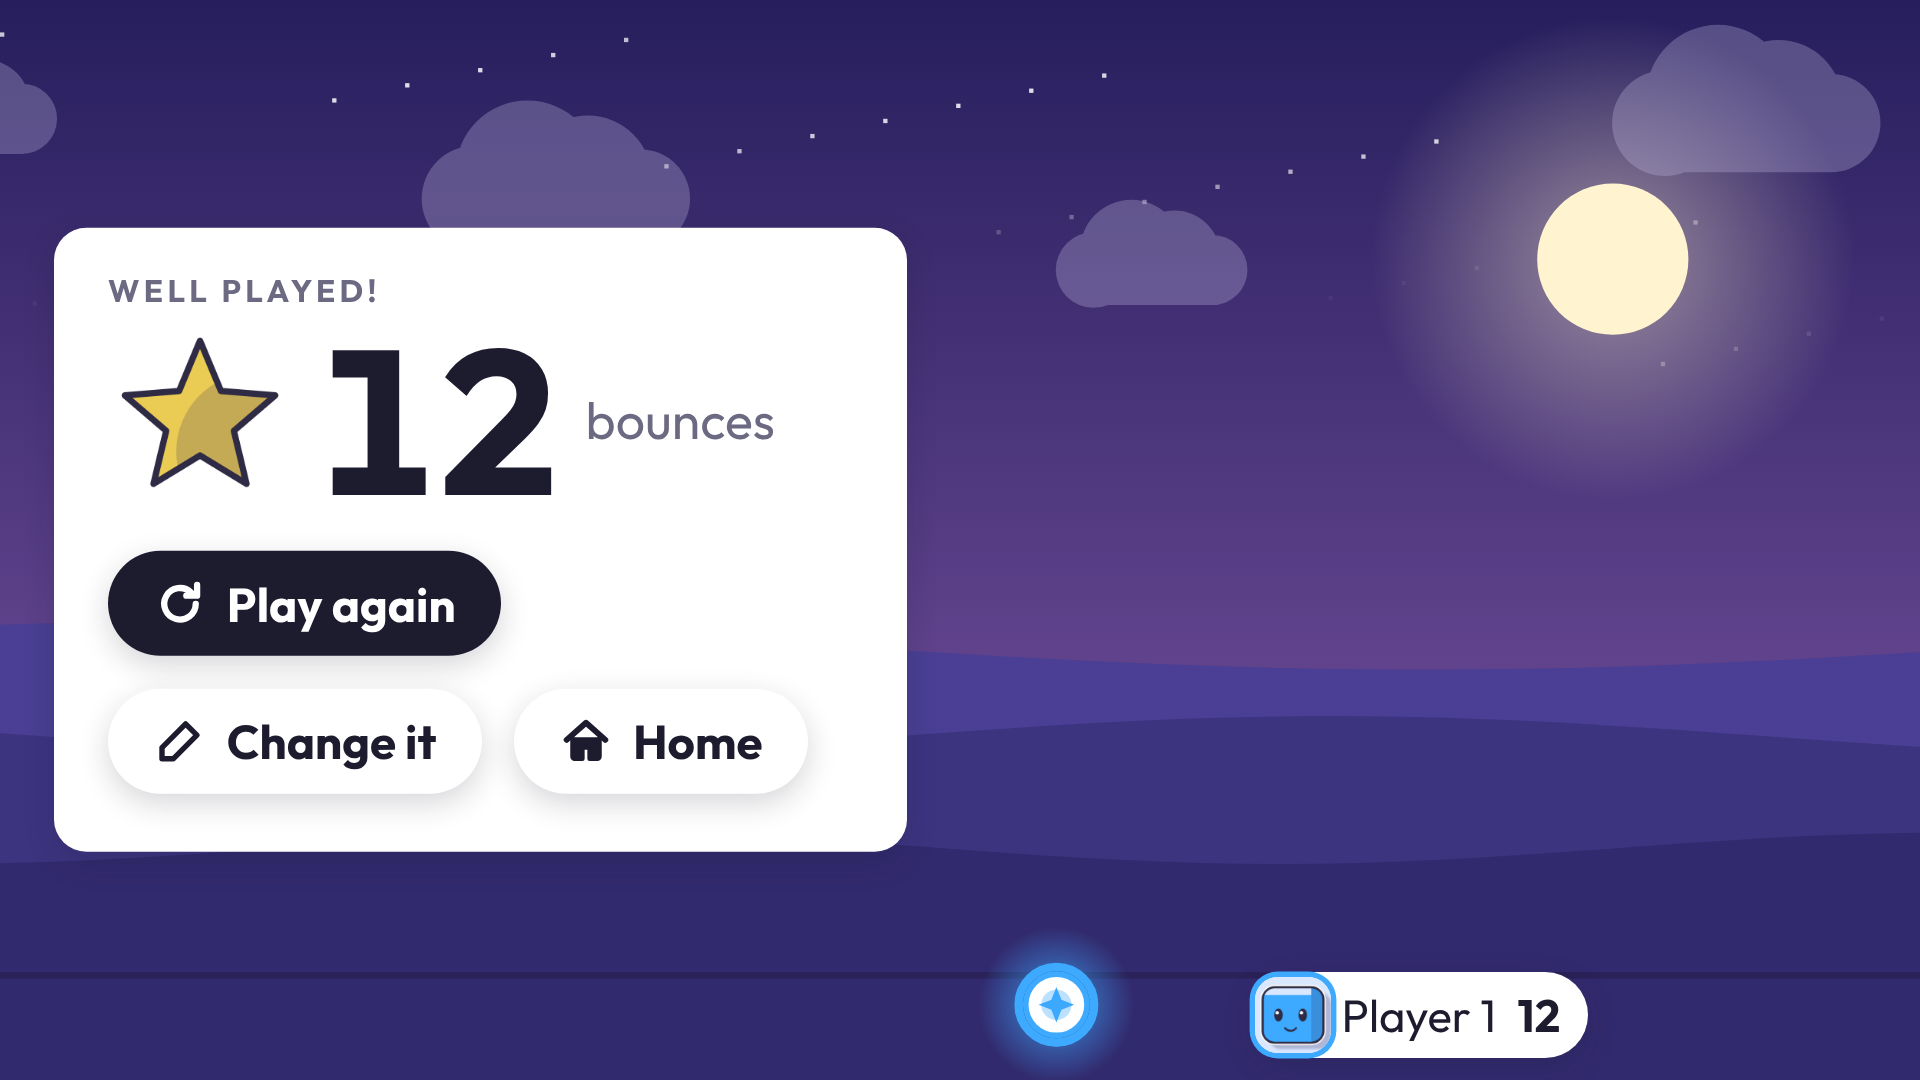 WELL PLAYED!
12 bounces
Play again
Change it
Home
Player 1 12